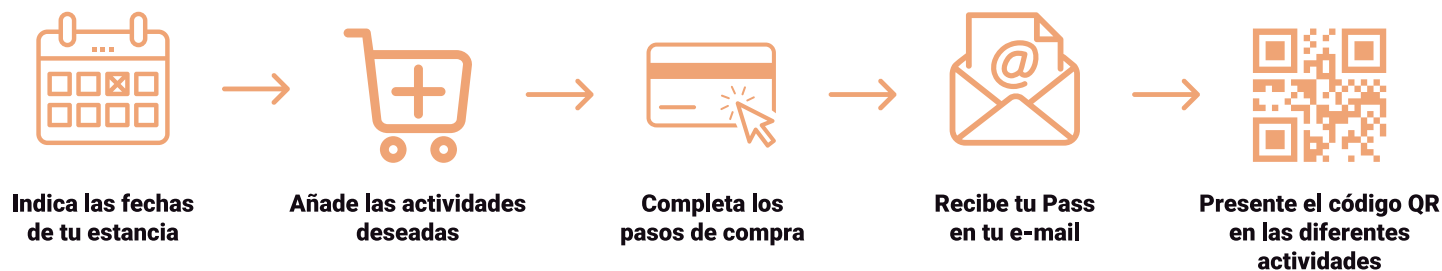 Indica las fechas
de tu estancia
Añade las actividades
deseadas
Completa los
pasos de compra
@
Recibe tu Pass
en tu e-mail
Presente el código QR
en las diferentes
actividades